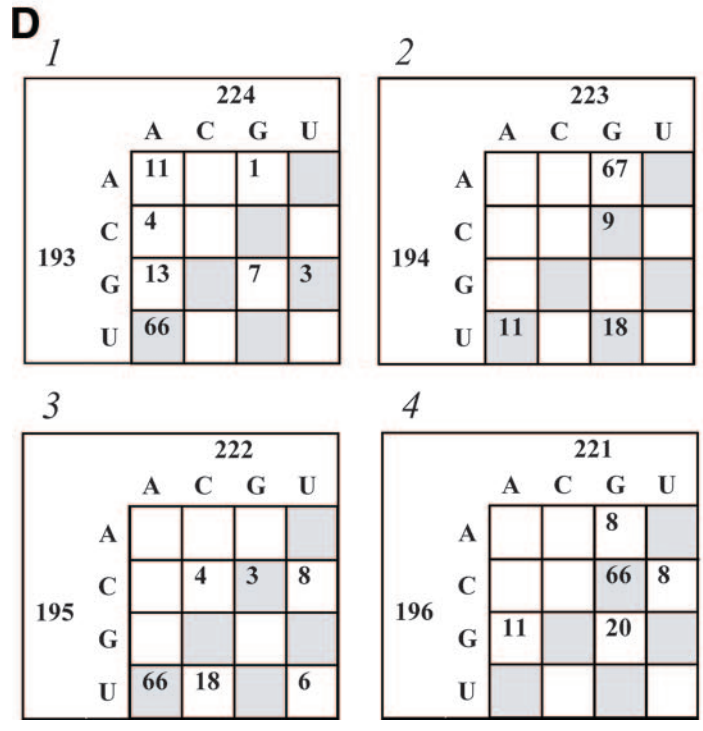 D
1 2
224 223
A C G U A C G U
A 11 1 A 67
C 4 C 9
193 194
G 13 7 3 G
U 66 U 11 18
3 4
222 221
A C G U A C G U
A A 8
C 4 3 8 C 66 8
195 196
G G 11 20
U 66 18 6 U